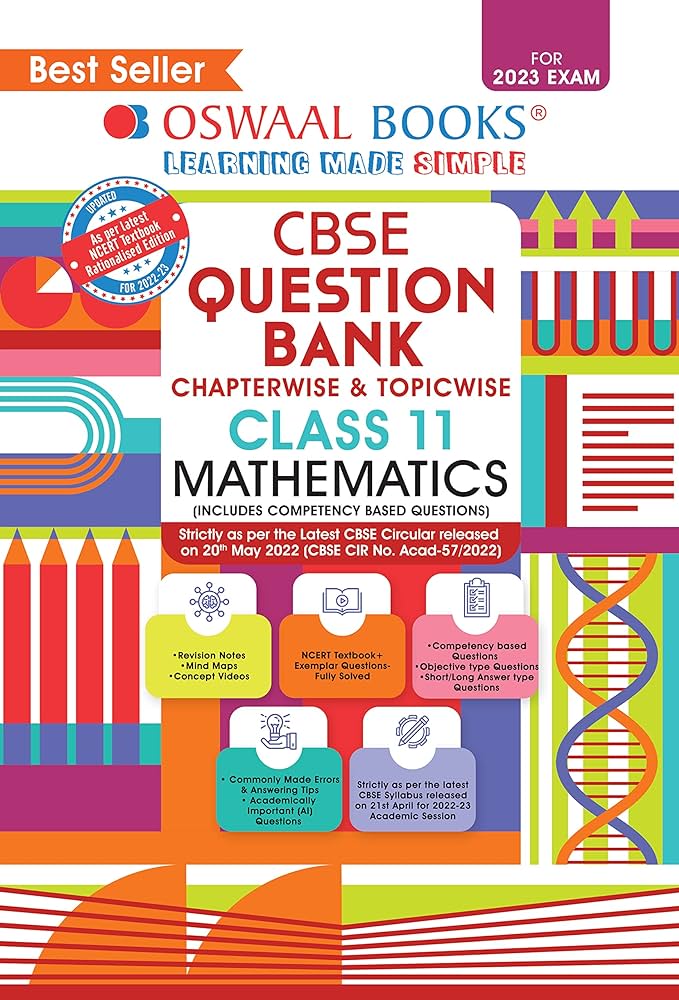 Best Seller
FOR
2023 EXAM
OSWAAL BOOKS®
LEARNING MADE SIMPLE
UPDATED
As per latest
NCERT Textbook
Rationalised Edition
FOR 2022-23
CBSE
QUESTION
BANK
CHAPTERWISE & TOPICWISE
CLASS 11
MATHEMATICS
(INCLUDES COMPETENCY BASED QUESTIONS)
Strictly as per the Latest CBSE Circular released
on 20th May 2022 (CBSE CIR No. Acad-57/2022)
•Revision Notes
•Mind Maps
•Concept Videos
NCERT Textbook+
Exemplar Questions-
Fully Solved
•Competency based
Questions
•Objective type Questions
•Short/Long Answer type
Questions
• Commonly Made Errors
& Answering Tips
• Academically
Important (AI)
Questions
Strictly as per the latest
CBSE Syllabus released
on 21st April for 2022-23
Academic Session